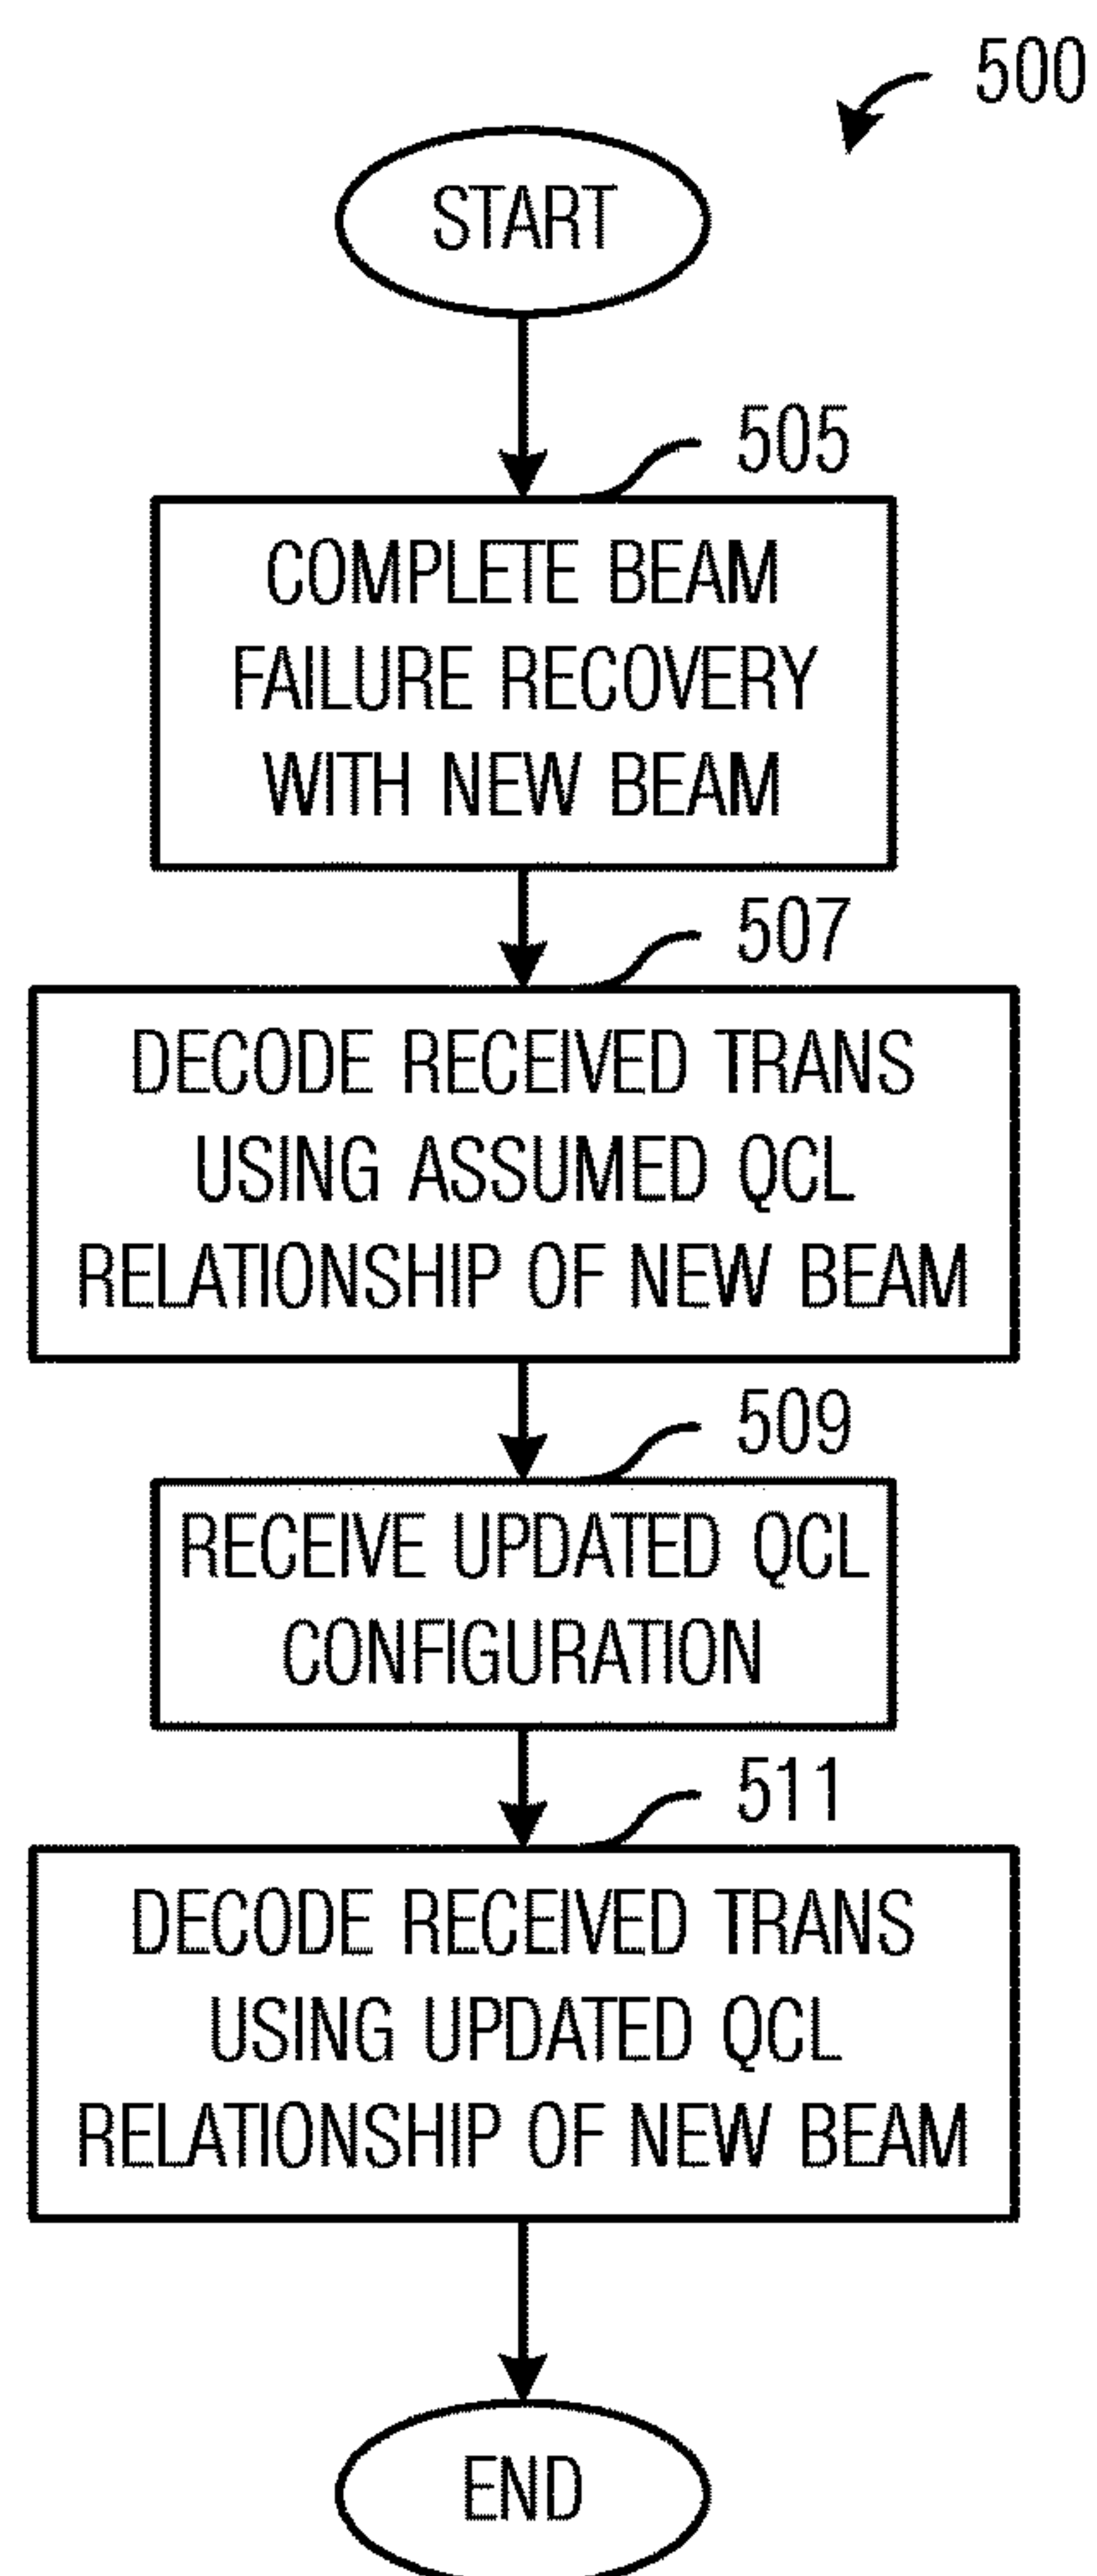 500
START
505
COMPLETE BEAM
FAILURE RECOVERY
WITH NEW BEAM
507
DECODE RECEIVED TRANS
USING ASSUMED QCL
RELATIONSHIP OF NEW BEAM
509
RECEIVE UPDATED QCL
CONFIGURATION
511
DECODE RECEIVED TRANS
USING UPDATED QCL
RELATIONSHIP OF NEW BEAM
END